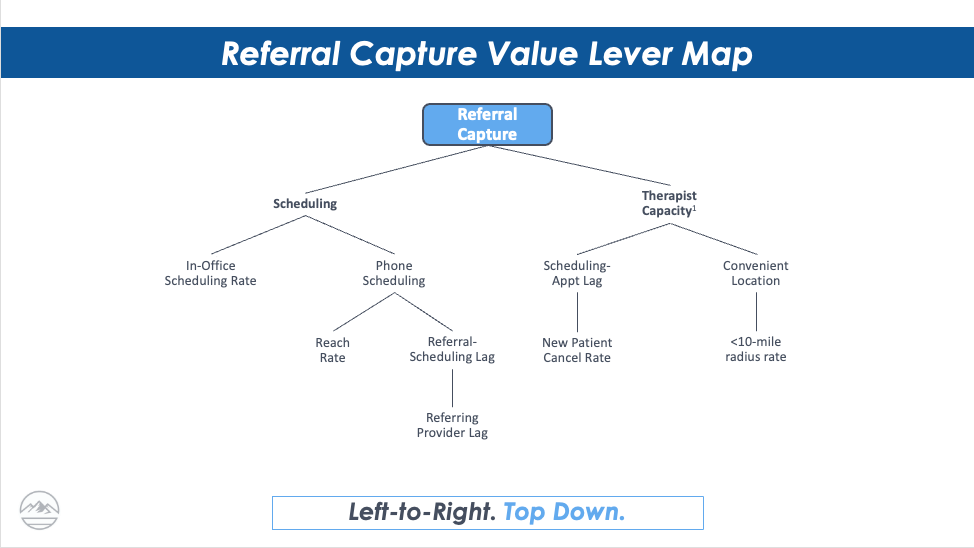 Referral Capture Value Lever Map
Referral
Capture
Scheduling
Therapist
Capacity¹
In-Office
Scheduling Rate
Phone
Scheduling
Scheduling-
Appt Lag
Convenient
Location
Reach
Rate
Referral-
Scheduling Lag
New Patient
Cancel Rate
<10-mile
radius rate
Referring
Provider Lag
Left-to-Right. Top Down.